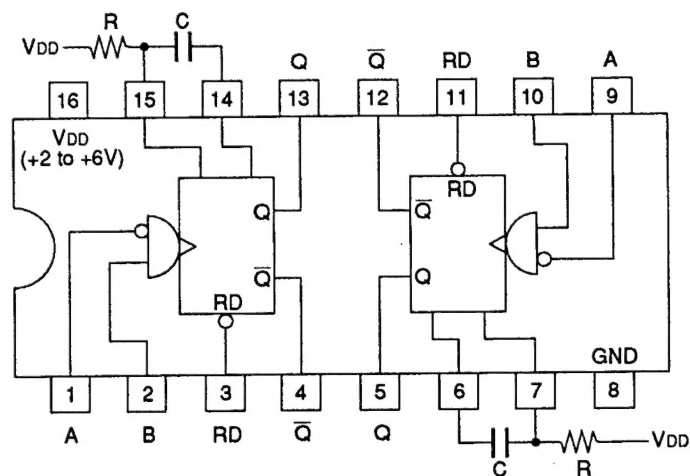 R C
VDD
Q Q̅ RD B A
16 15 14 13 12 11 10 9
VDD
(+2 to +6V)
RD
Q Q̅
Q̅ Q
RD
GND
1 2 3 4 5 6 7 8
A B RD Q̅ Q
C R VDD